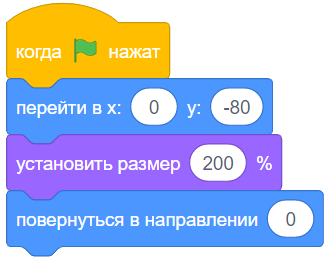 когда нажат
перейти в x: 0 y: -80
установить размер 200 %
повернуться в направлении 0